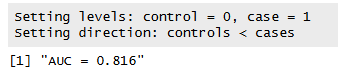 Setting levels: control = 0, case = 1
Setting direction: controls < cases
[1] "AUC = 0.816"